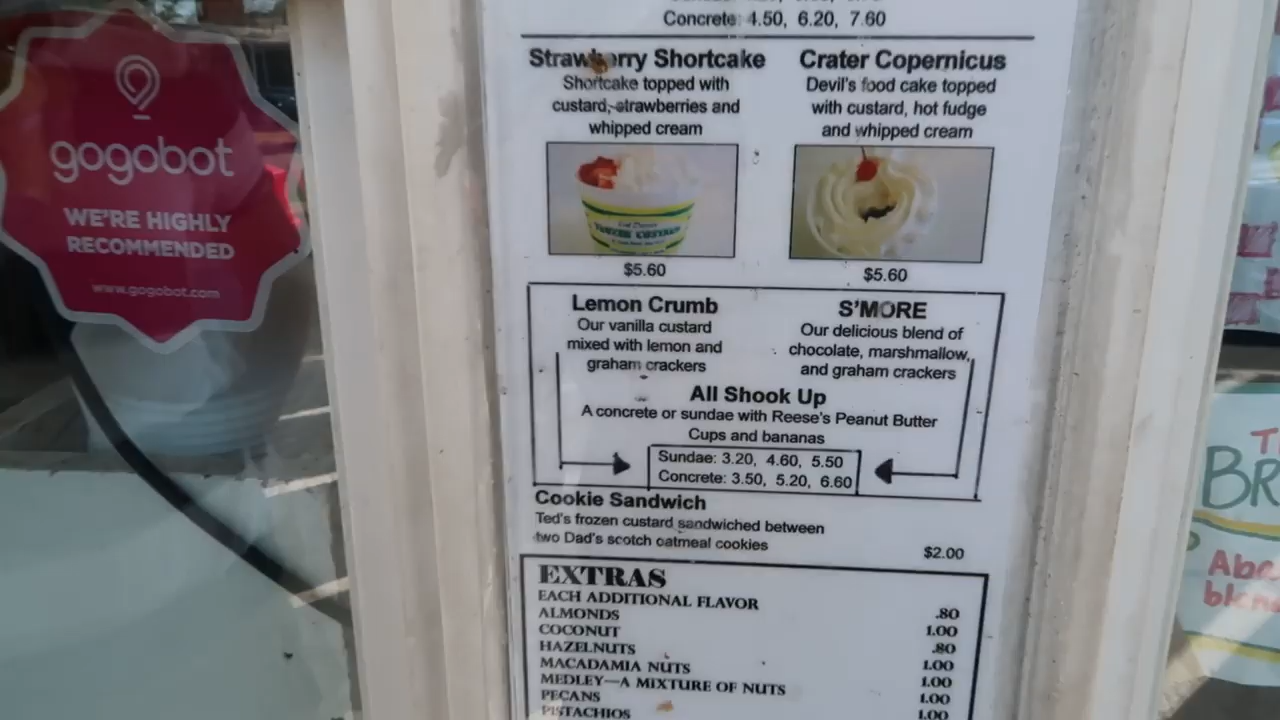 gogobot
WE'RE HIGHLY
RECOMMENDED
www.gogobot.com
Concrete: 4.50, 6.20, 7.60
Strawberry Shortcake
Shortcake topped with
custard, strawberries and
whipped cream
$5.60
Crater Copernicus
Devil's food cake topped
with custard, hot fudge
and whipped cream
$5.60
Lemon Crumb
Our vanilla custard
mixed with lemon and
graham crackers
S'MORE
Our delicious blend of
chocolate, marshmallow,
and graham crackers
All Shook Up
A concrete or sundae with Reese's Peanut Butter
Cups and bananas
Sundae: 3.20, 4.60, 5.50
Concrete: 3.50, 5.20, 6.60
Cookie Sandwich
Ted's frozen custard sandwiched between
two Dad's scotch oatmeal cookies $2.00
EXTRAS
EACH ADDITIONAL FLAVOR .80
ALMONDS 1.00
COCONUT .80
HAZELNUTS 1.00
MACADAMIA NUTS 1.00
MEDLEY—A MIXTURE OF NUTS 1.00
PECANS 1.00
PISTACHIOS
BR